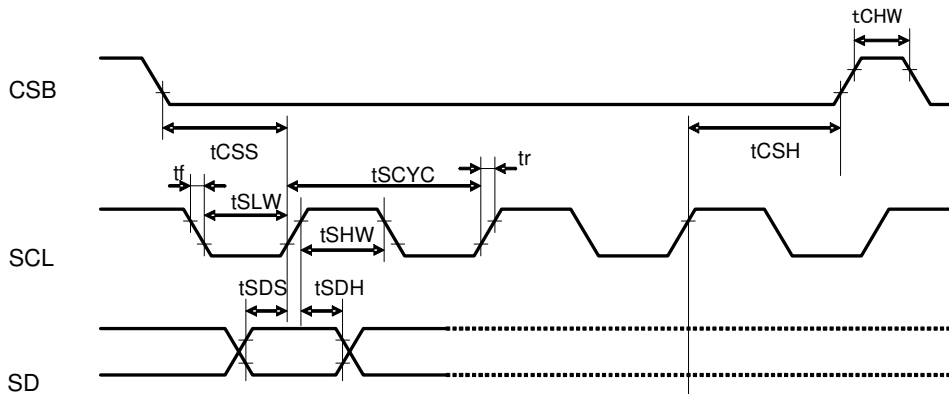 tCHW
CSB
tCSS
tCSH
tf
tSCYC
tr
tSLW
tSHW
SCL
tSDS
tSDH
SD